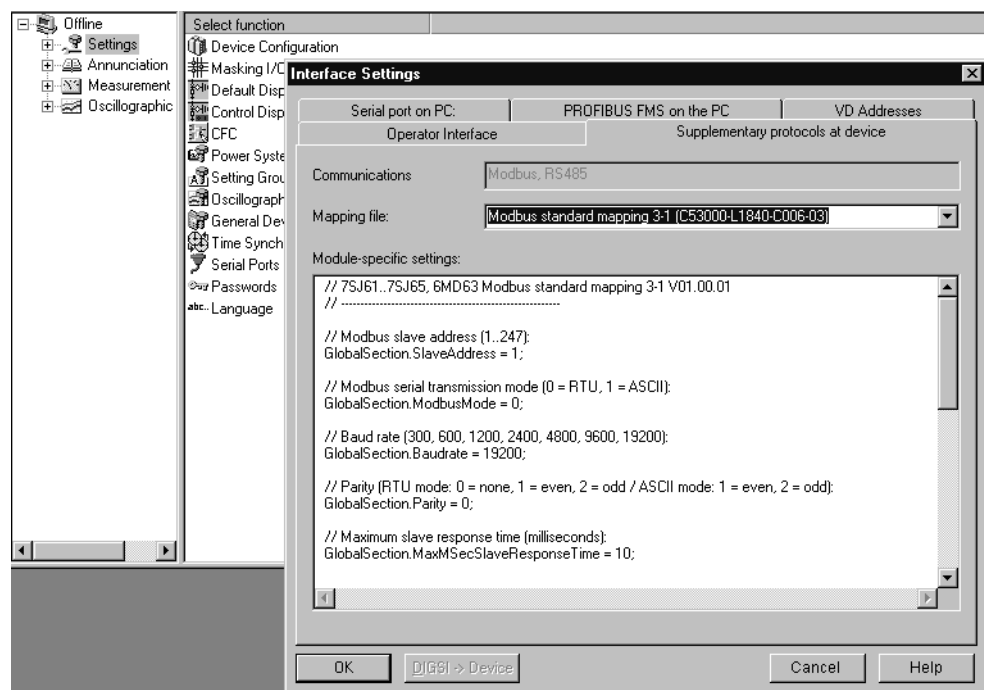 Offline
Settings
Annunciation
Measurement
Oscillographic
Select function
Device Configuration
Masking I/O
Default Disp
Control Disp
CFC
Power Syste
Setting Grou
Oscillograph
General Dev
Time Synch
Serial Ports
Passwords
abc.. Language
Interface Settings
Serial port on PC:
PROFIBUS FMS on the PC
VD Addresses
Operator Interface
Supplementary protocols at device
Communications
Modbus, RS485
Mapping file:
Modbus standard mapping 3-1 (C53000-L1840-C006-03)
Module-specific settings:
// 7SJ61..7SJ65, 6MD63 Modbus standard mapping 3-1 V01.00.01
// ----------------------------------------------------------
// Modbus slave address (1..247):
GlobalSection.SlaveAddress = 1;
// Modbus serial transmission mode (0 = RTU, 1 = ASCII):
GlobalSection.ModbusMode = 0;
// Baud rate (300, 600, 1200, 2400, 4800, 9600, 19200):
GlobalSection.Baudrate = 19200;
// Parity (RTU mode: 0 = none, 1 = even, 2 = odd / ASCII mode: 1 = even, 2 = odd):
GlobalSection.Parity = 0;
// Maximum slave response time (milliseconds):
GlobalSection.MaxMSecSlaveResponseTime = 10;
OK
DIGSI -> Device
Cancel
Help